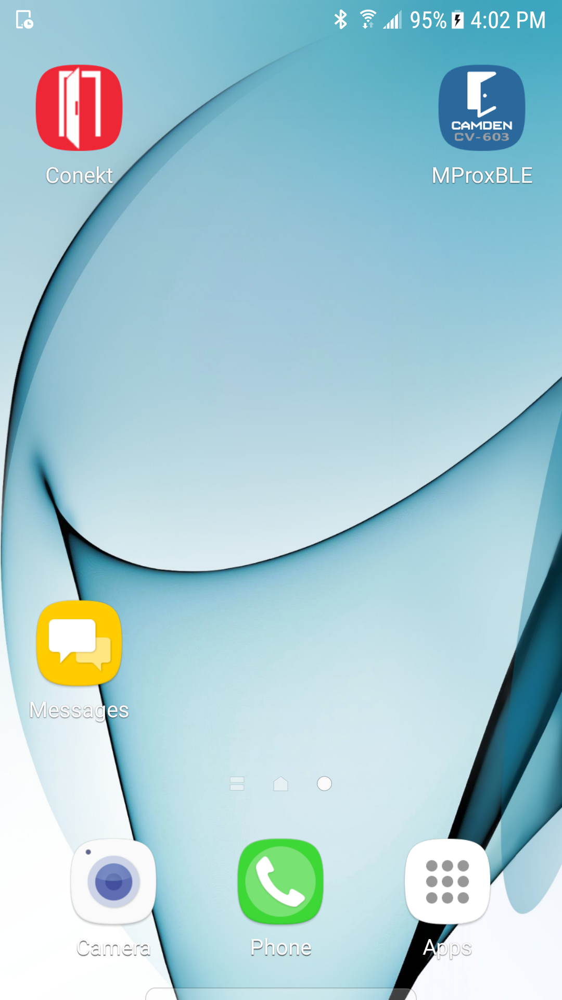 95% 4:02 PM
CAMDEN
CV-603
Conekt
MProxBLE
Messages
Camera
Phone
Apps